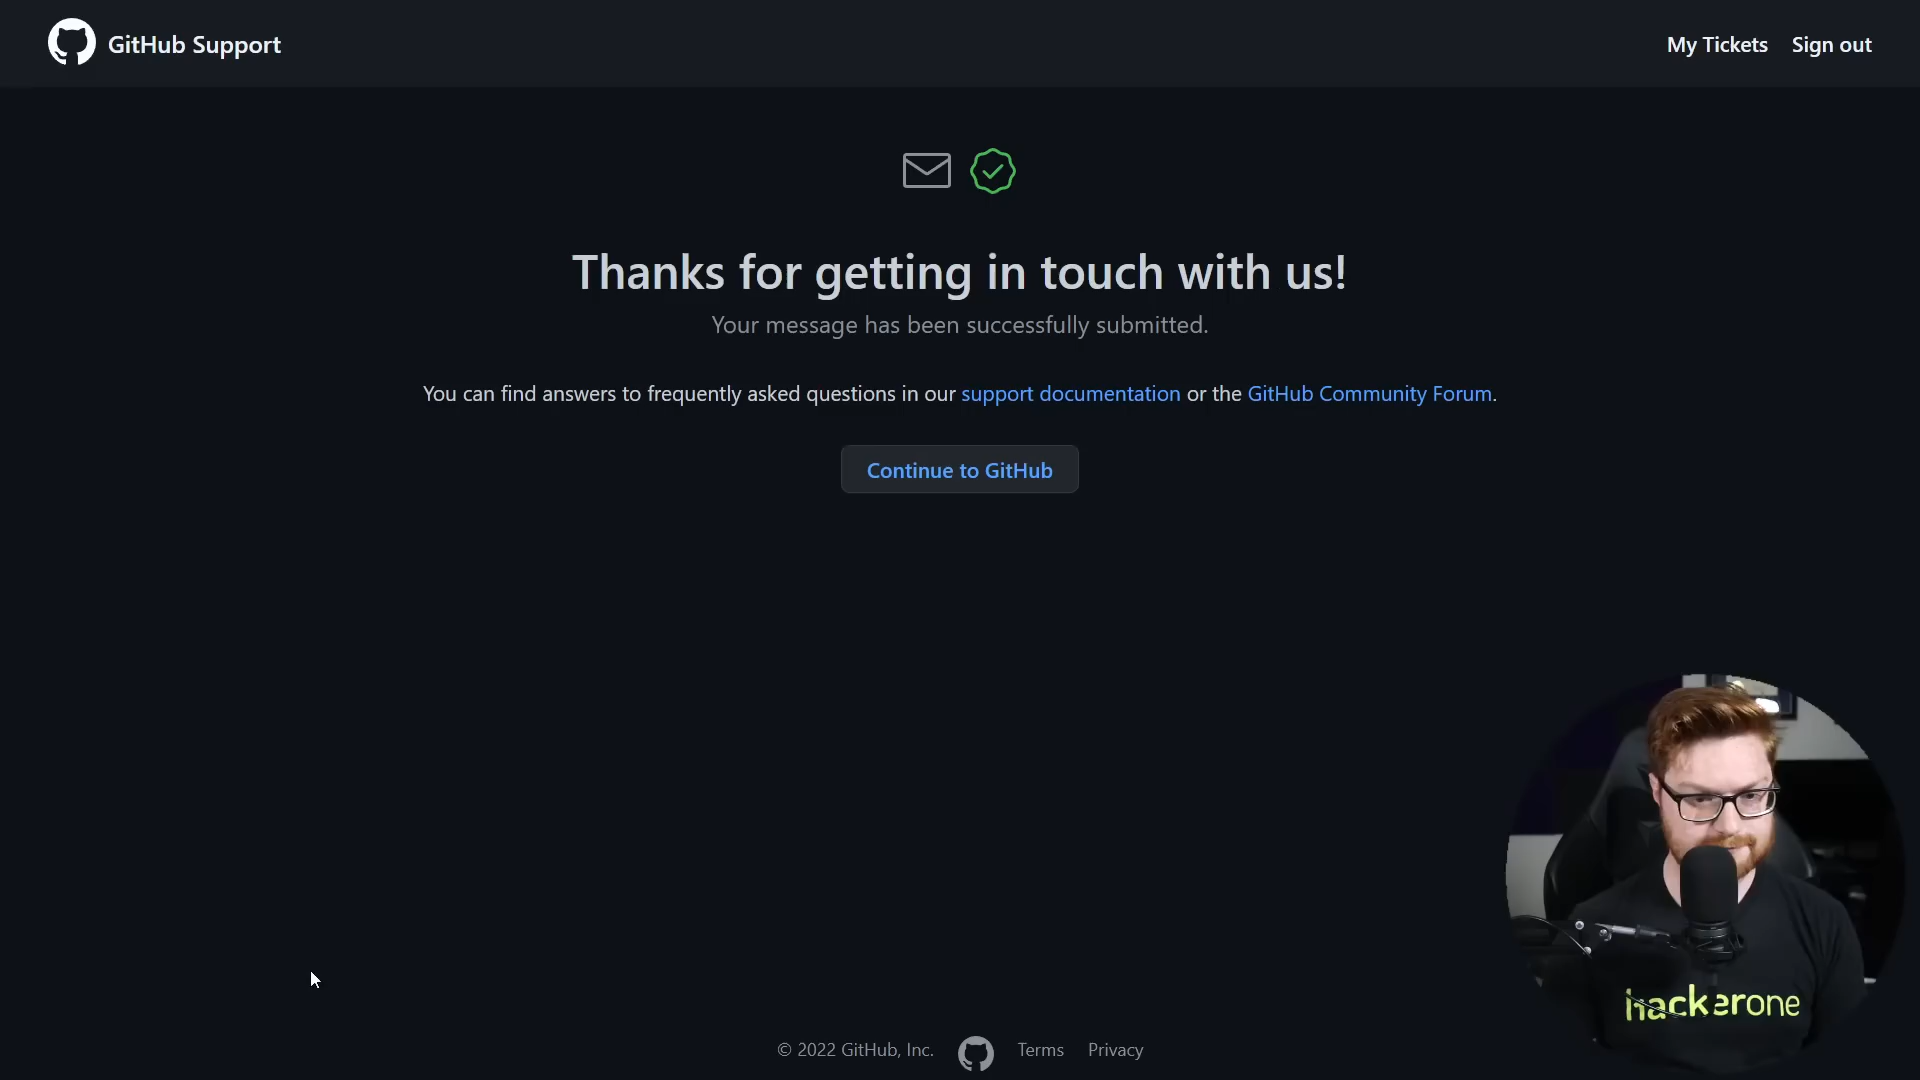 GitHub Support
My Tickets
Sign out
Thanks for getting in touch with us!
Your message has been successfully submitted.
You can find answers to frequently asked questions in our support documentation or the GitHub Community Forum.
Continue to GitHub
hackerone
© 2022 GitHub, Inc.
Terms
Privacy